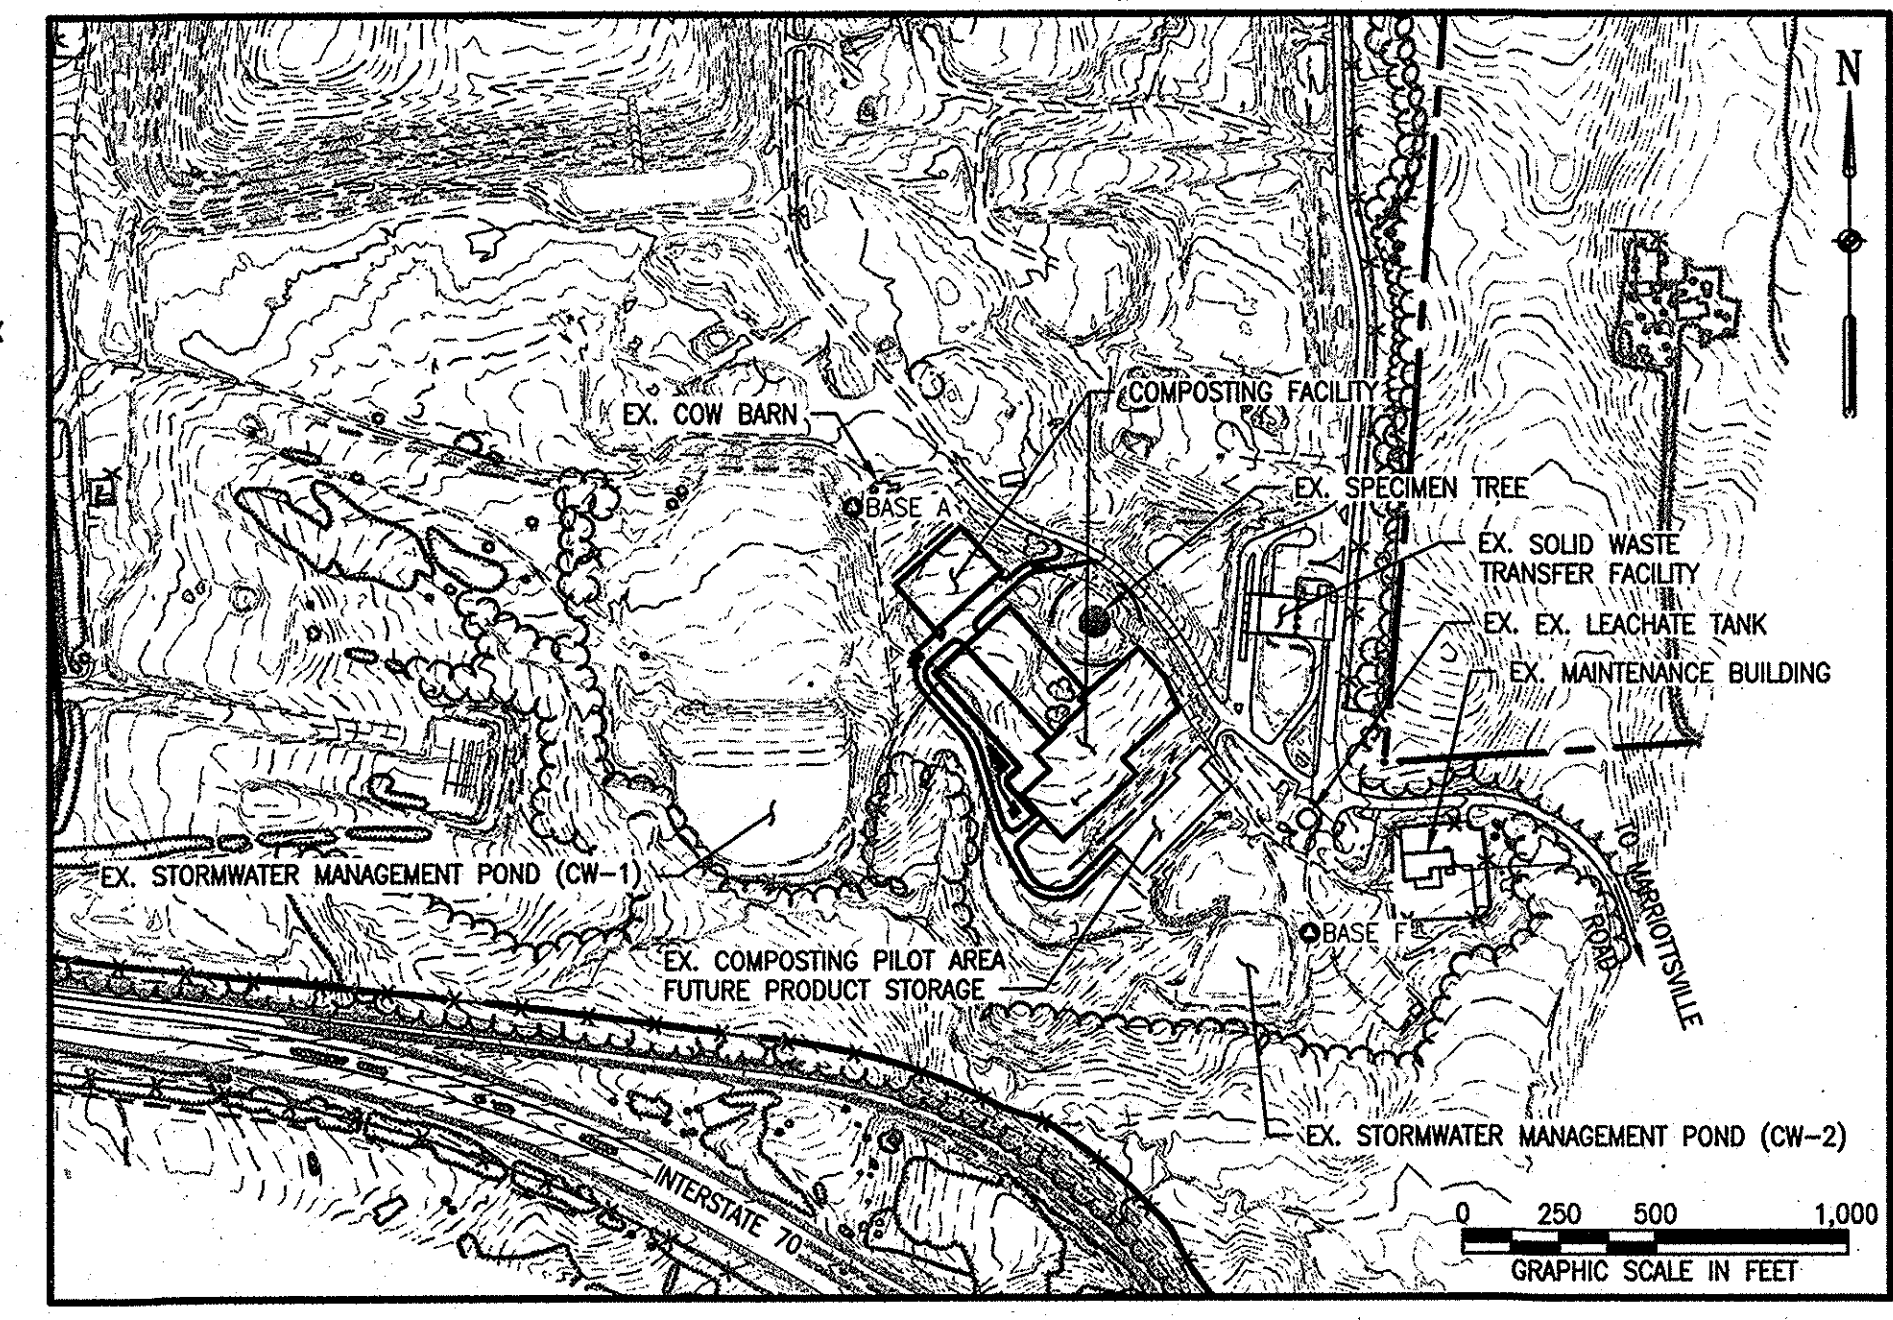 N
EX. COW BARN
COMPOSTING FACILITY
BASE A
EX. SPECIMEN TREE
EX. SOLID WASTE
TRANSFER FACILITY
EX. EX. LEACHATE TANK
EX. MAINTENANCE BUILDING
EX. STORMWATER MANAGEMENT POND (CW-1)
TO MARRIOTTSVILLE
ROAD
BASE F
EX. COMPOSTING PILOT AREA
FUTURE PRODUCT STORAGE
EX. STORMWATER MANAGEMENT POND (CW-2)
INTERSTATE 70
0 250 500 1,000
GRAPHIC SCALE IN FEET